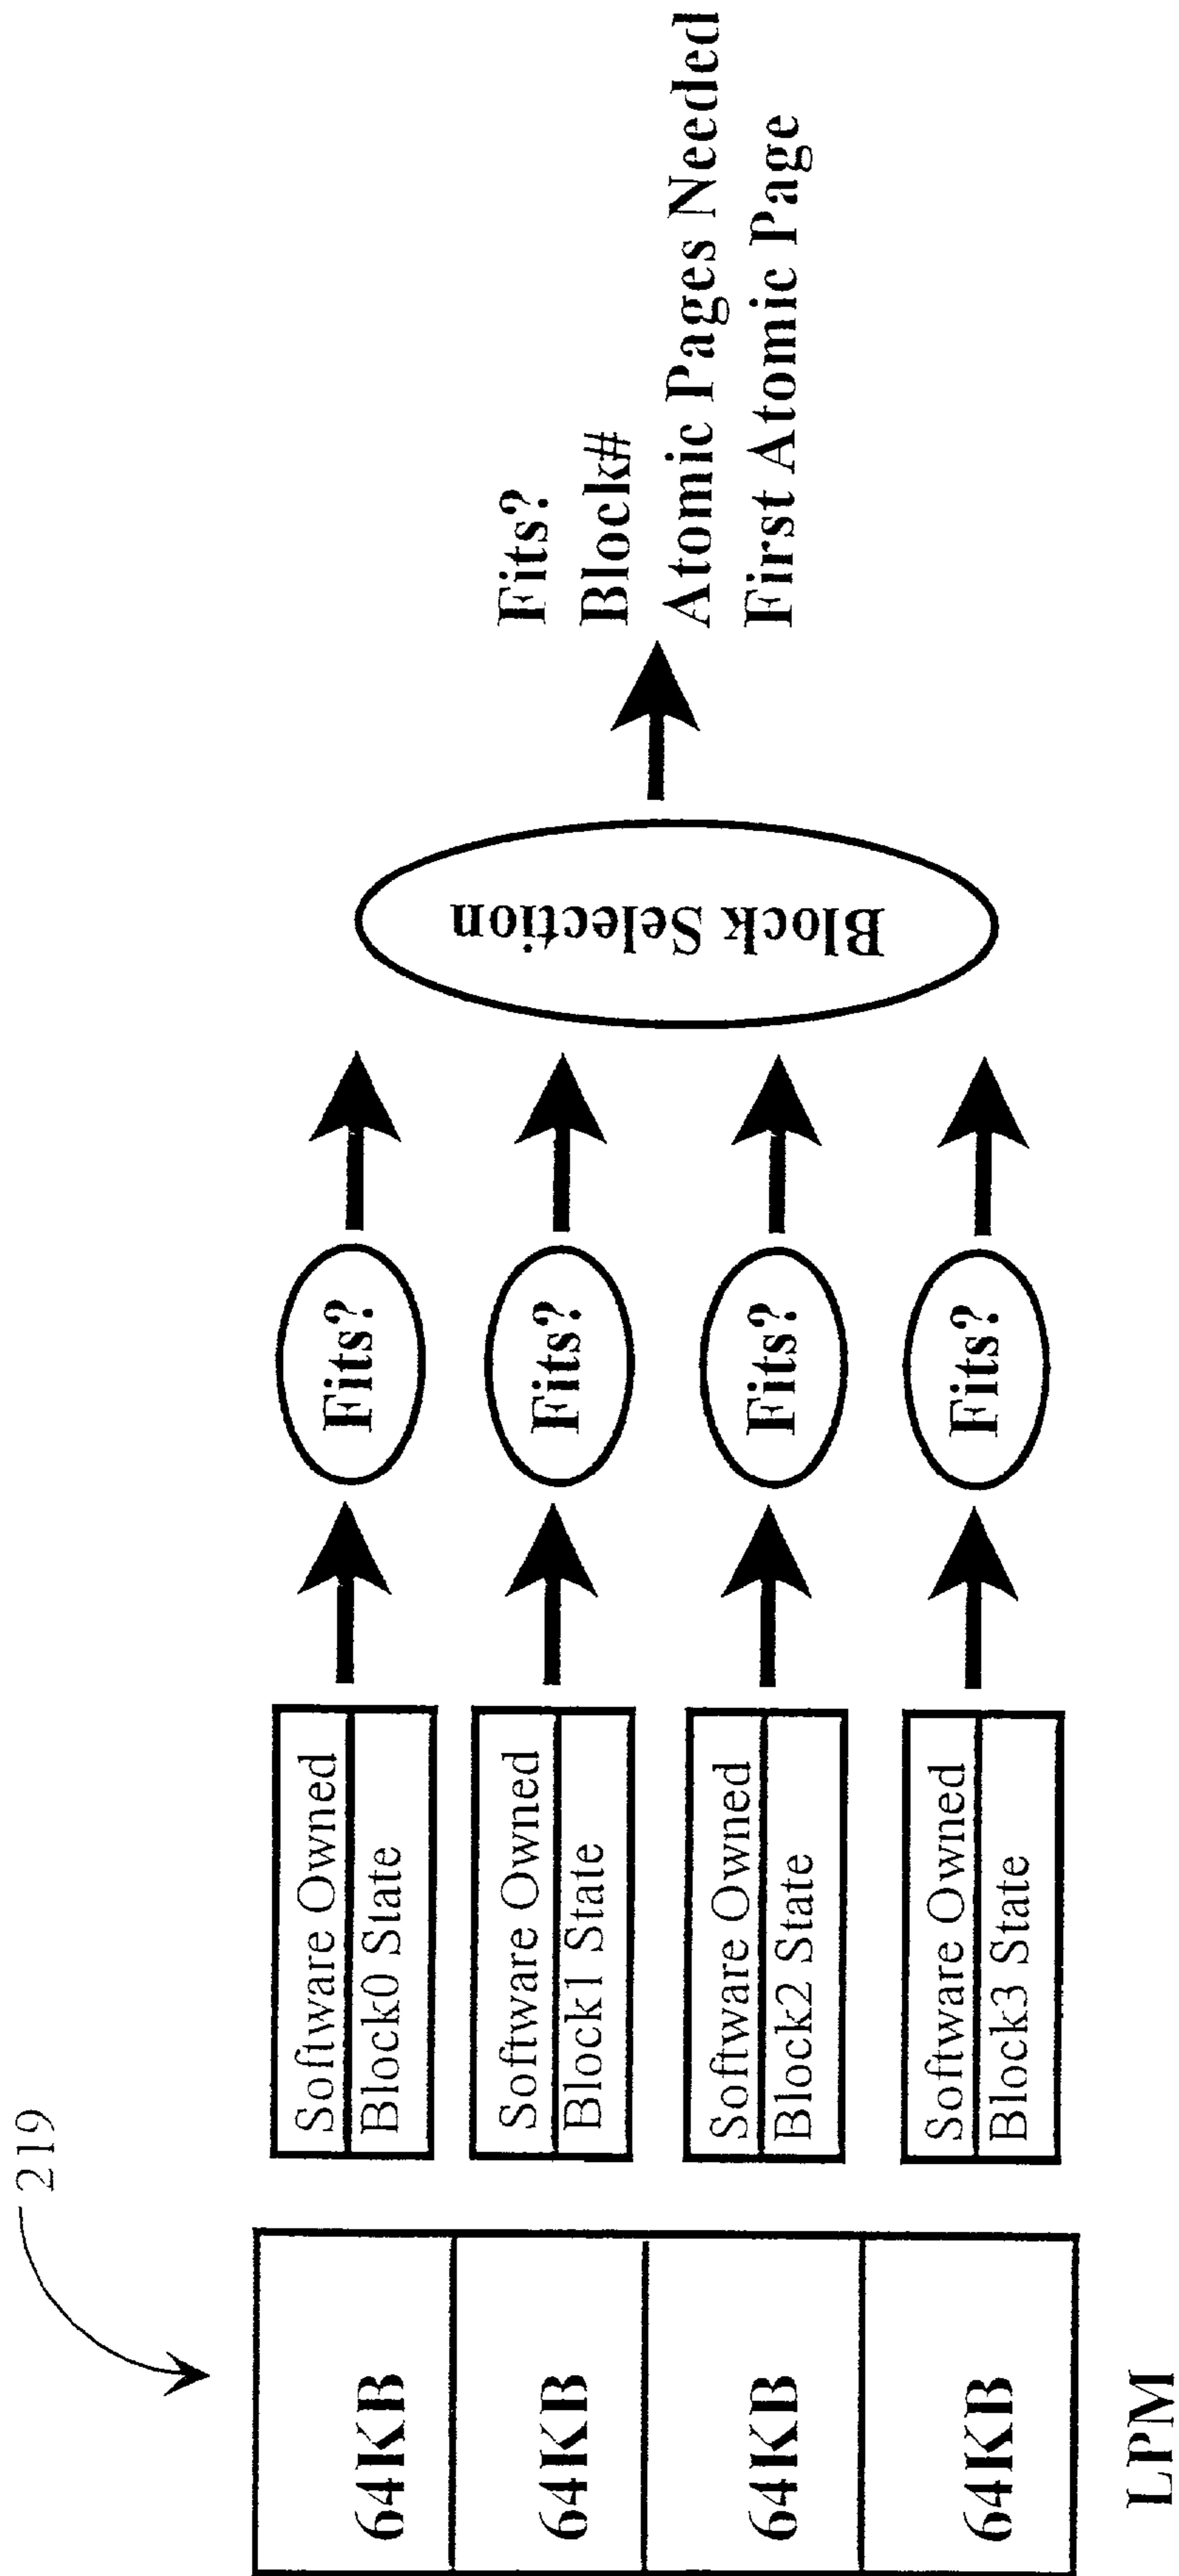 219
64KB
64KB
64KB
64KB
LPM
Software Owned
Block0 State
Software Owned
Block1 State
Software Owned
Block2 State
Software Owned
Block3 State
Fits?
Fits?
Fits?
Fits?
Block Selection
Fits?
Block#
Atomic Pages Needed
First Atomic Page